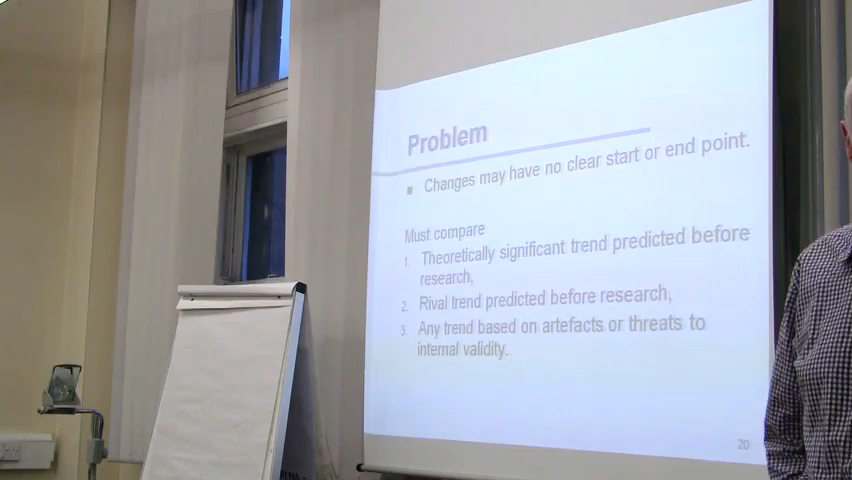 Problem
Changes may have no clear start or end point.
Must compare
1. Theoretically significant trend predicted before
research,
2. Rival trend predicted before research,
3. Any trend based on artefacts or threats to
internal validity.
20